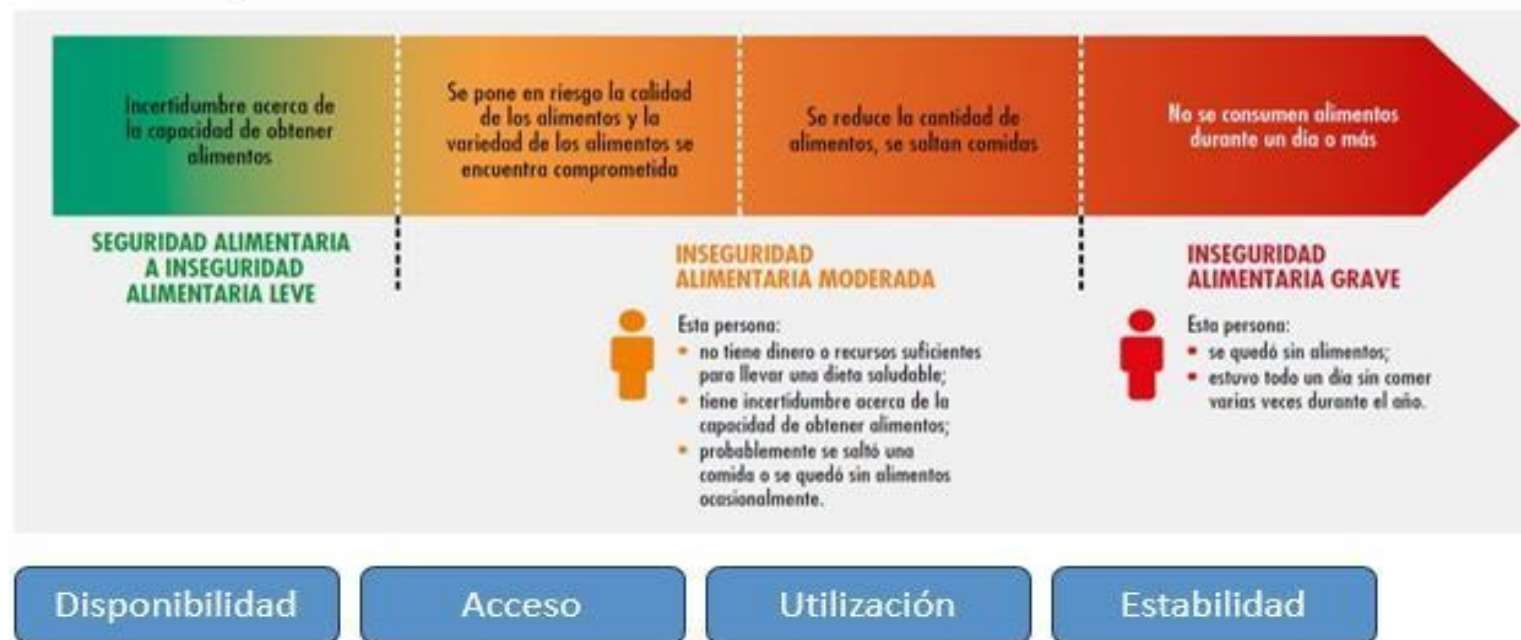 Incertidumbre acerca de
la capacidad de obtener
alimentos
Se pone en riesgo la calidad
de los alimentos y la
variedad de los alimentos se
encuentra comprometida
Se reduce la cantidad de
alimentos, se saltan comidas
No se consumen alimentos
durante un día o más
SEGURIDAD ALIMENTARIA
A INSEGURIDAD
ALIMENTARIA LEVE
INSEGURIDAD
ALIMENTARIA MODERADA
Esta persona:
• no tiene dinero o recursos suficientes
para llevar una dieta saludable;
• tiene incertidumbre acerca de la
capacidad de obtener alimentos;
• probablemente se saltó una
comida o se quedó sin alimentos
ocasionalmente.
INSEGURIDAD
ALIMENTARIA GRAVE
Esta persona:
• se quedó sin alimentos;
• estuvo todo un día sin comer
varias veces durante el año.
Disponibilidad
Acceso
Utilización
Estabilidad